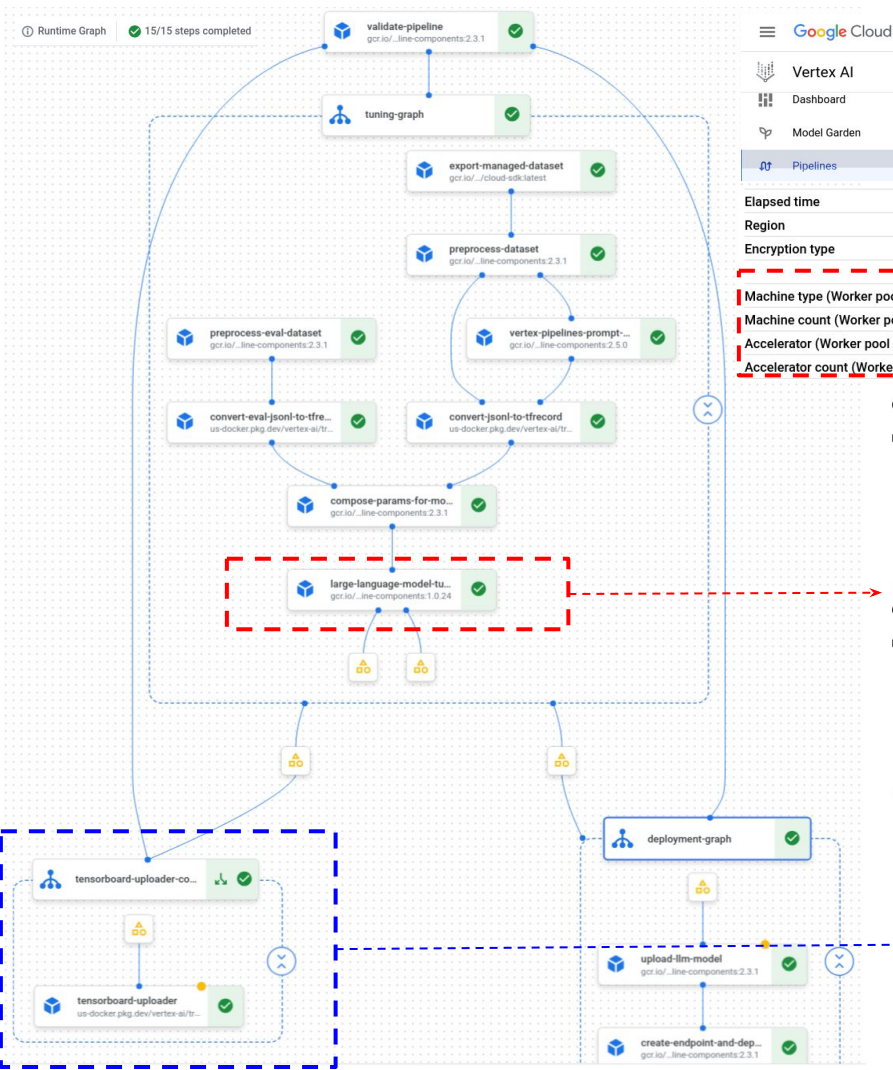 Runtime Graph
15/15 steps completed
validate-pipeline
gcr.io/...line-components:2.3.1
tuning-graph
export-managed-dataset
gcr.io/.../cloud-sdk:latest
preprocess-dataset
gcr.io/...line-components:2.3.1
preprocess-eval-dataset
gcr.io/...line-components:2.3.1
vertex-pipelines-prompt-...
gcr.io/...line-components:2.5.0
convert-eval-jsonl-to-tfre...
us-docker.pkg.dev/vertex-ai/tr...
convert-jsonl-to-tfrecord
us-docker.pkg.dev/vertex-ai/tr...
compose-params-for-mo...
gcr.io/...line-components:2.3.1
large-language-model-tu...
gcr.io/...ine-components:1.0.24
tensorboard-uploader-co...
tensorboard-uploader
us-docker.pkg.dev/vertex-ai/tr...
deployment-graph
upload-llm-model
gcr.io/...line-components:2.3.1
create-endpoint-and-dep...
gcr.io/...line-components:2.3.1
Google Cloud
Vertex AI
Dashboard
Model Garden
Pipelines
Elapsed time
Region
Encryption type
Machine type (Worker poo
Machine count (Worker po
Accelerator (Worker pool
Accelerator count (Worke